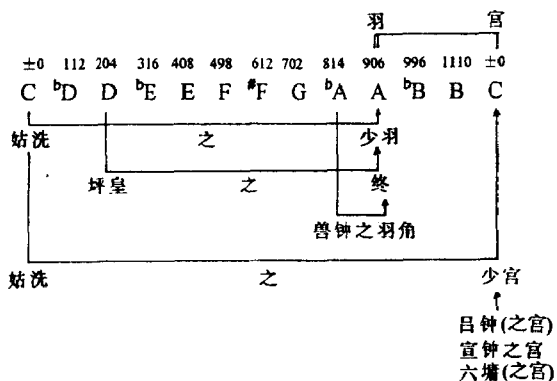 羽 宫
±0 112 204 316 408 498 612 702 814 906 996 1110 ±0
C ᵇD D ᵇE E F #F G ᵇA A ᵇB B C
姑洗 之 少羽
坪皇 之 终
兽钟之羽角
姑洗 之 少宫
吕钟(之宫)
宣钟之宫
六墉(之宫)